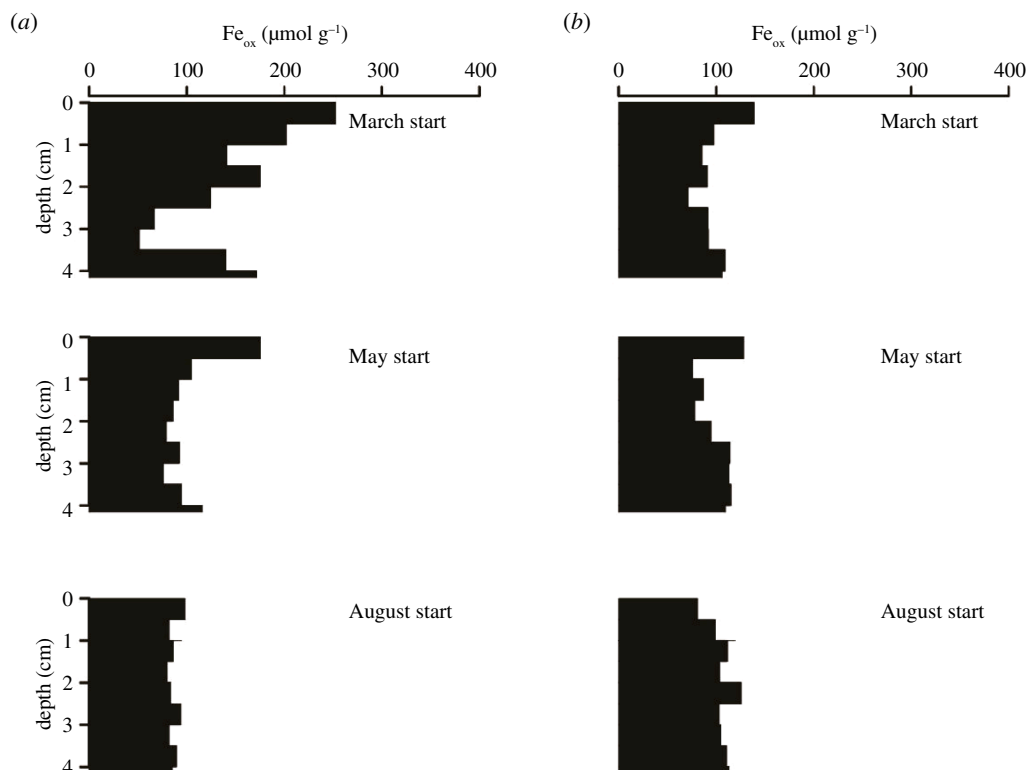 (a)
Feox (µmol g–1)
0 100 200 300 400
0
1
2
3
4
depth (cm)
March start
0
1
2
3
4
depth (cm)
May start
0
1
2
3
4
depth (cm)
August start
(b)
Feox (µmol g–1)
0 100 200 300 400
March start
May start
August start